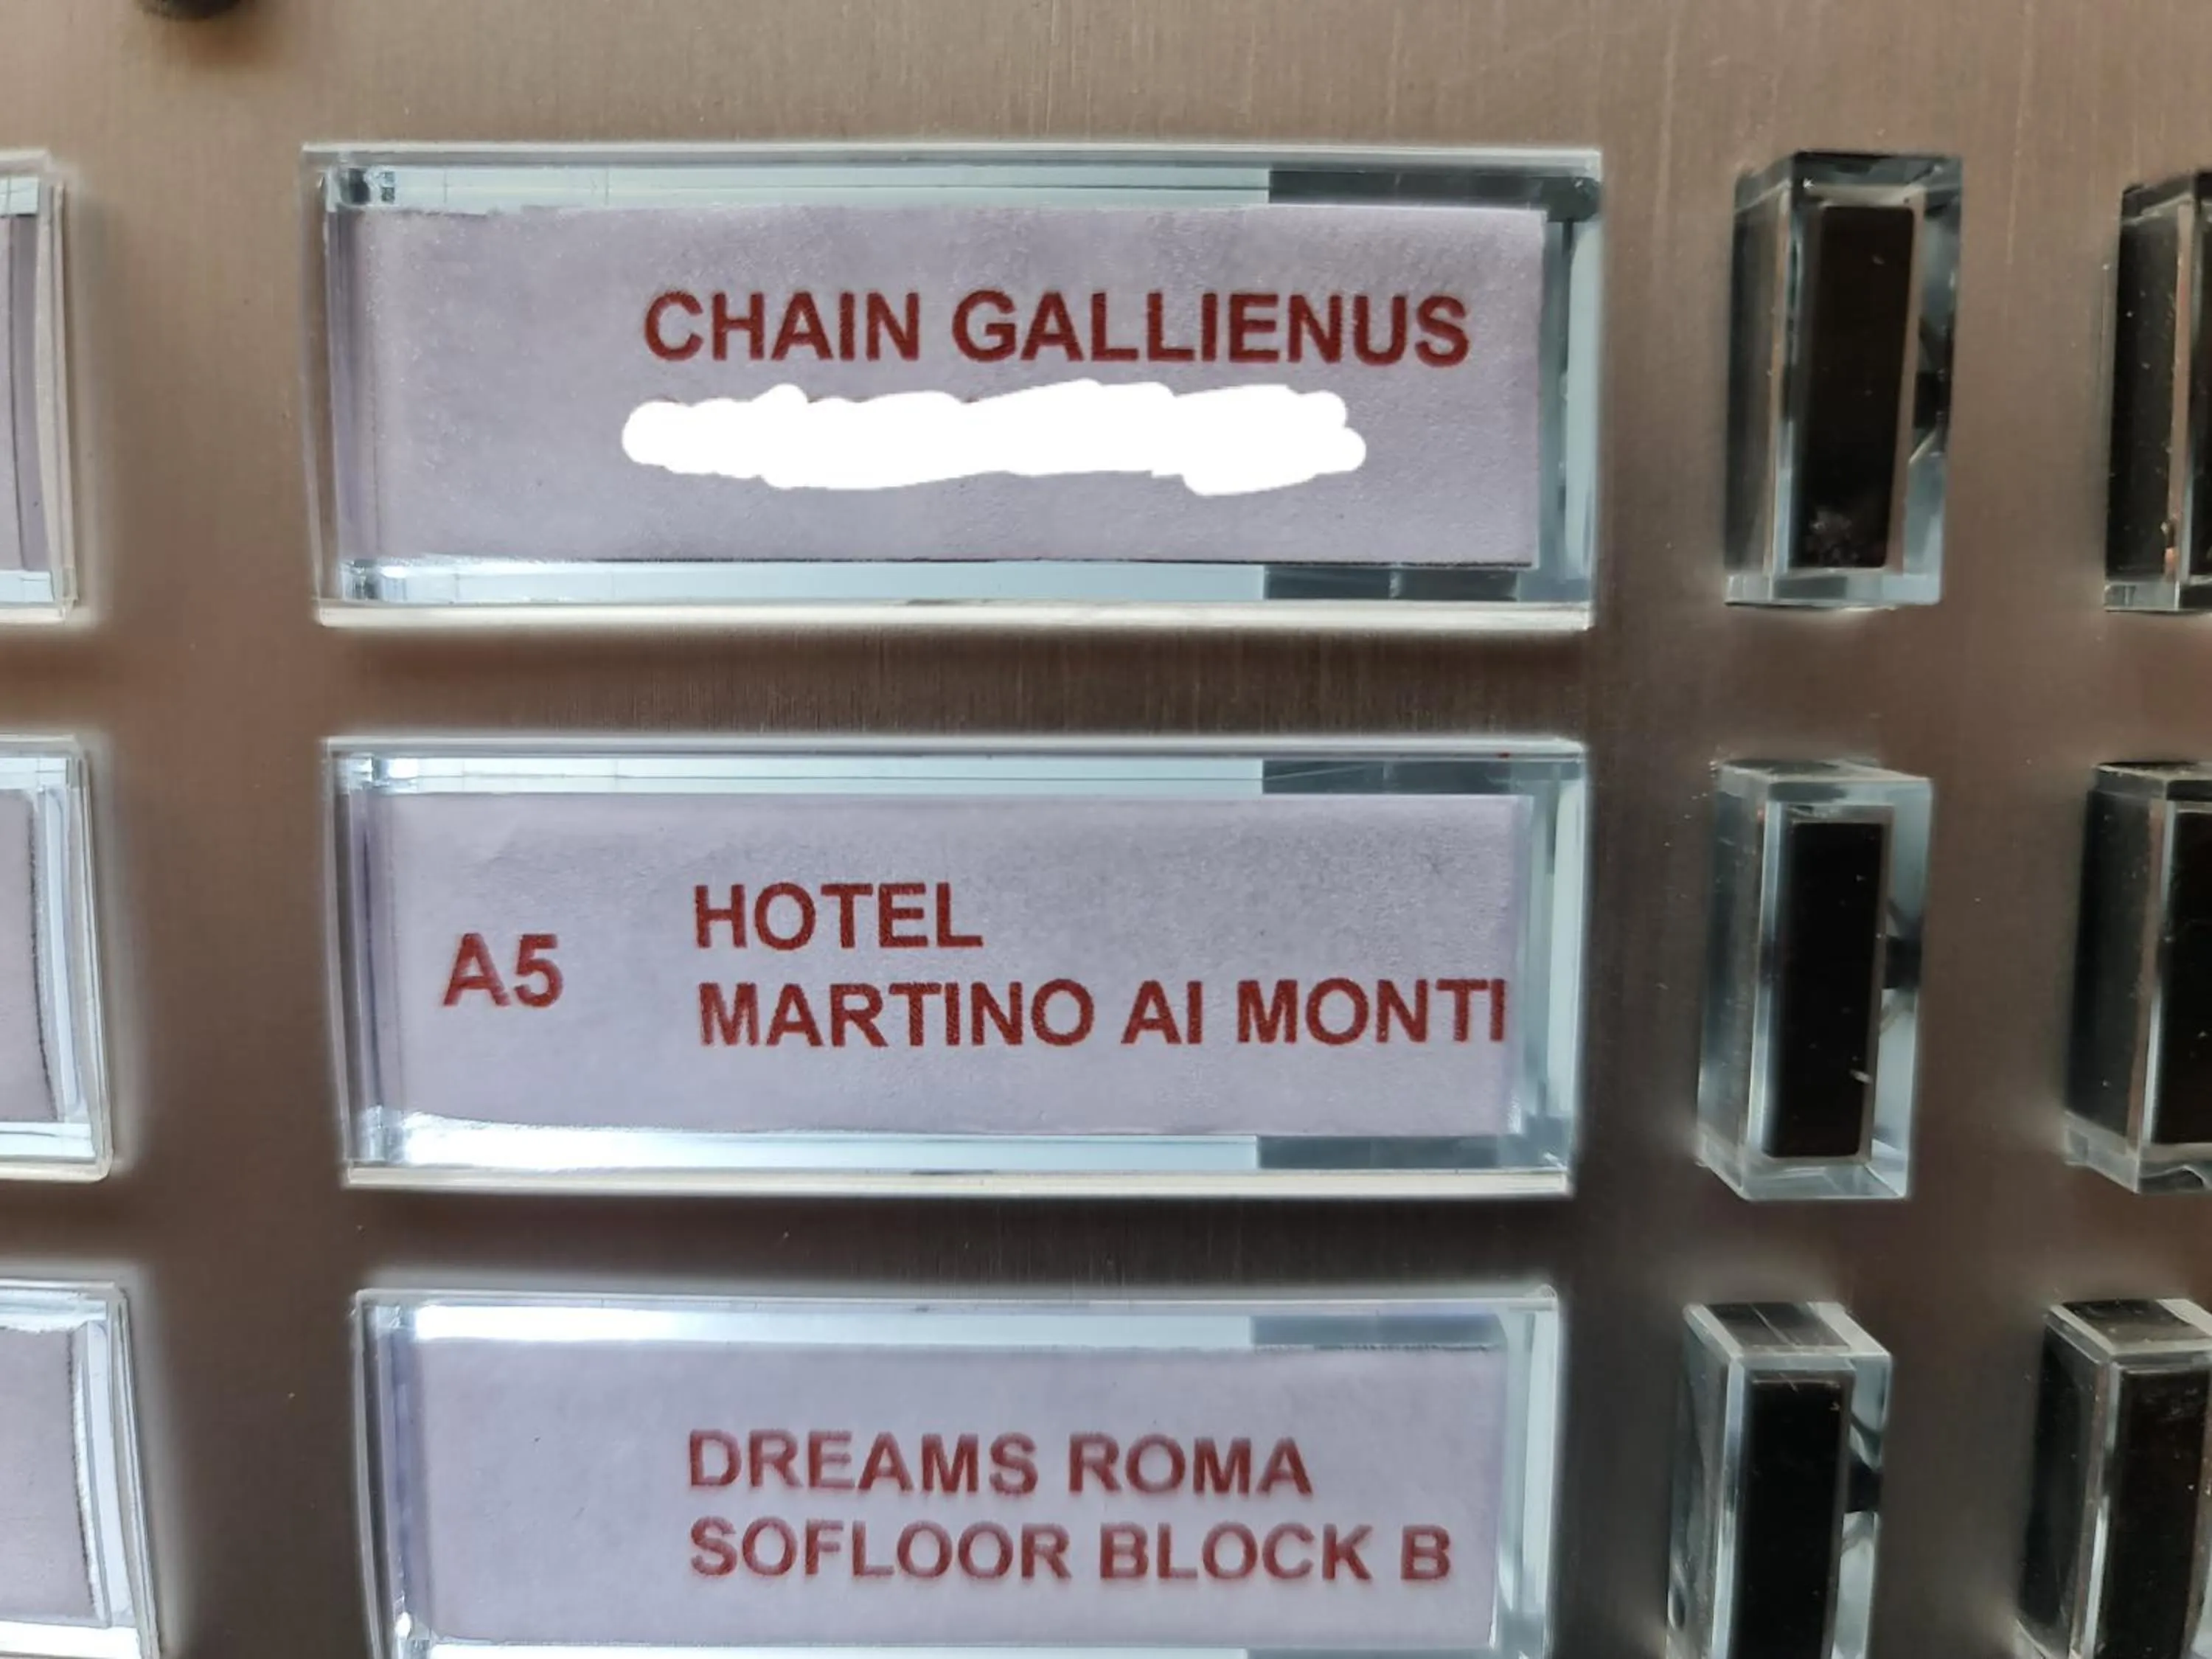 CHAIN GALLIENUS
A5
HOTEL
MARTINO AI MONTI
DREAMS ROMA
SOFLOOR BLOCK B